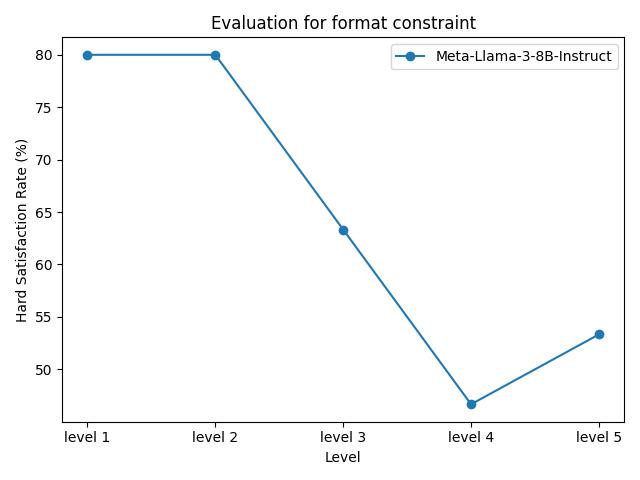 Evaluation for format constraint
Meta-Llama-3-8B-Instruct
Hard Satisfaction Rate (%)
80
75
70
65
60
55
50
level 1 level 2 level 3 level 4 level 5
Level